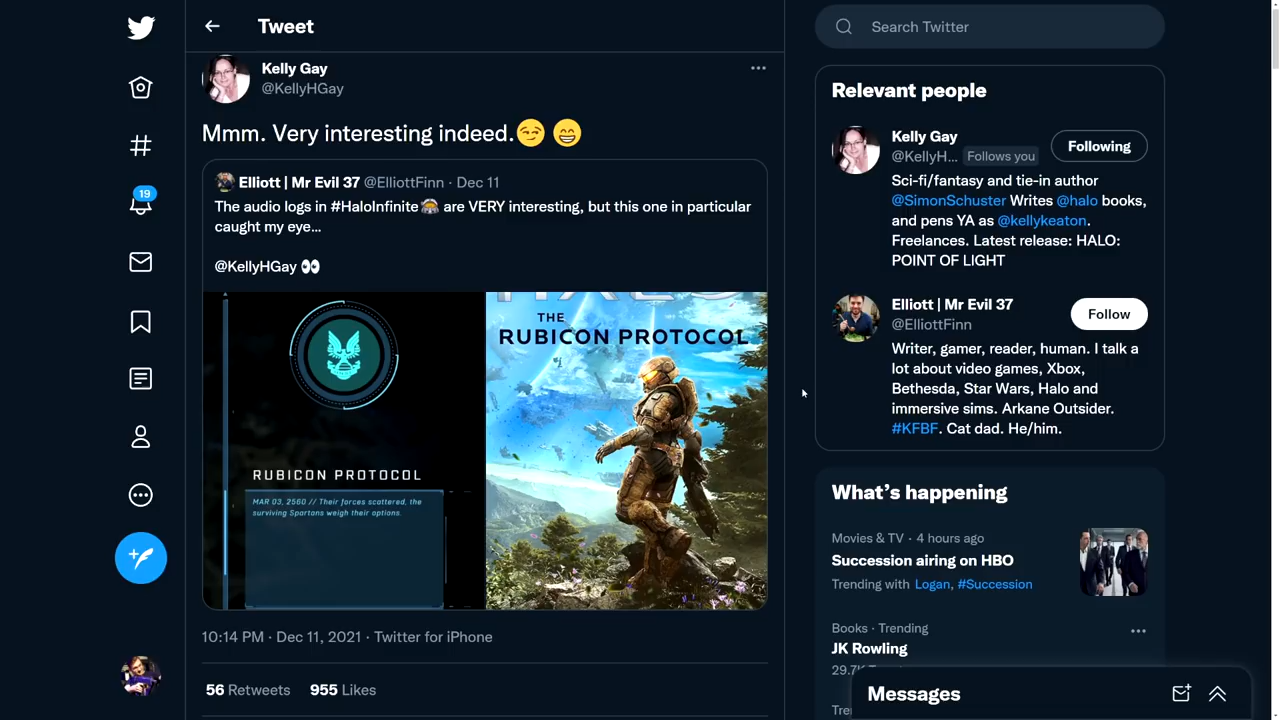 Tweet
Kelly Gay
@KellyHGay
Mmm. Very interesting indeed.😏 😁
Elliott | Mr Evil 37 @ElliottFinn · Dec 11
The audio logs in #HaloInfinite are VERY interesting, but this one in particular
caught my eye...
@KellyHGay 👀
RUBICON PROTOCOL
MAR 03, 2560 // Their forces scattered, the
surviving Spartans weigh their options.
HALO
THE
RUBICON PROTOCOL
10:14 PM · Dec 11, 2021 · Twitter for iPhone
56 Retweets 955 Likes
19
Search Twitter
Relevant people
Kelly Gay
@KellyH... Follows you
Following
Sci-fi/fantasy and tie-in author
@SimonSchuster Writes @halo books,
and pens YA as @kellykeaton.
Freelances. Latest release: HALO:
POINT OF LIGHT
Elliott | Mr Evil 37
@ElliottFinn
Follow
Writer, gamer, reader, human. I talk a
lot about video games, Xbox,
Bethesda, Star Wars, Halo and
immersive sims. Arkane Outsider.
#KFBF. Cat dad. He/him.
What's happening
Movies & TV · 4 hours ago
Succession airing on HBO
Trending with Logan, #Succession
Books · Trending
JK Rowling
Messages